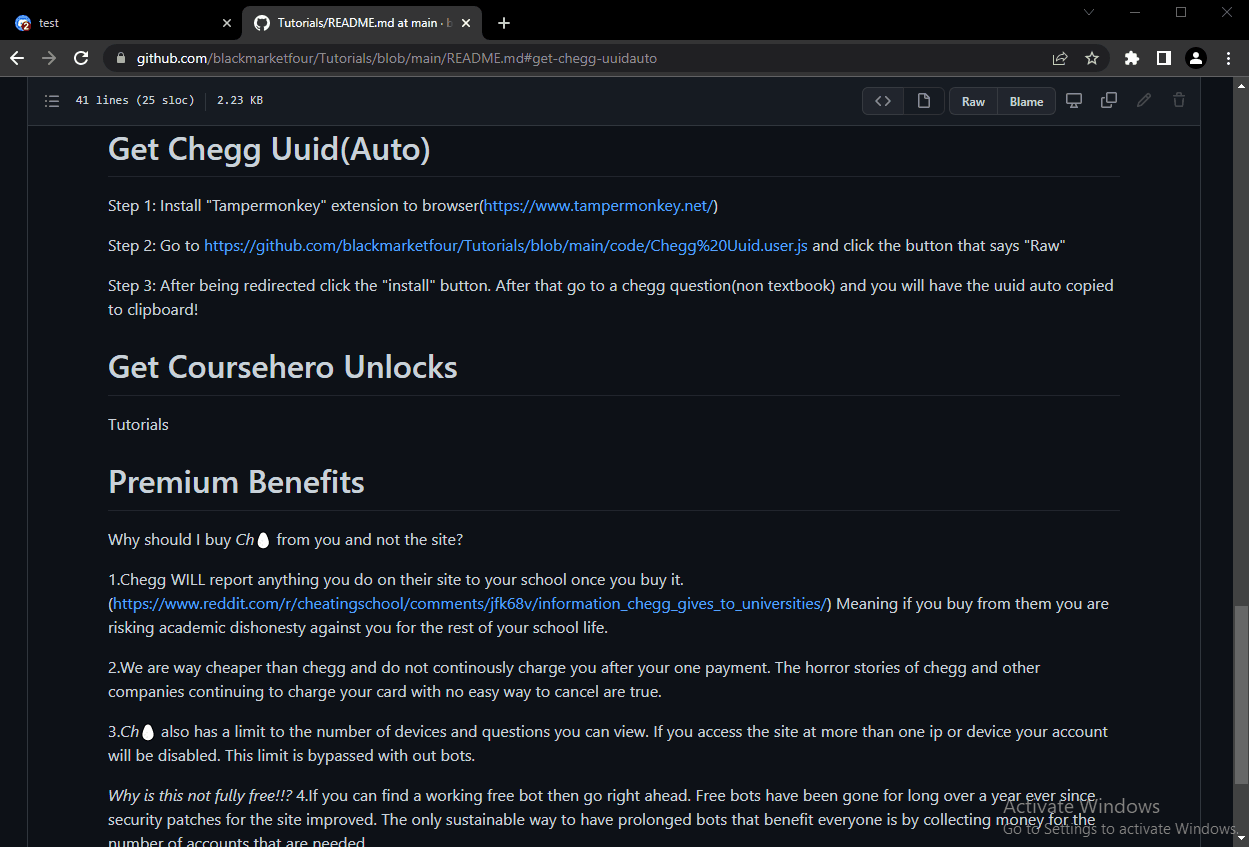 test
Tutorials/README.md at main · b
github.com/blackmarketfour/Tutorials/blob/main/README.md#get-chegg-uuidauto
41 lines (25 sloc) 2.23 KB
Raw
Blame
Get Chegg Uuid(Auto)
Step 1: Install "Tampermonkey" extension to browser(https://www.tampermonkey.net/)
Step 2: Go to https://github.com/blackmarketfour/Tutorials/blob/main/code/Chegg%20Uuid.user.js and click the button that says "Raw"
Step 3: After being redirected click the "install" button. After that go to a chegg question(non textbook) and you will have the uuid auto copied
to clipboard!
Get Coursehero Unlocks
Tutorials
Premium Benefits
Why should I buy Ch🥚 from you and not the site?
1.Chegg WILL report anything you do on their site to your school once you buy it.
(https://www.reddit.com/r/cheatingschool/comments/jfk68v/information_chegg_gives_to_universities/) Meaning if you buy from them you are
risking academic dishonesty against you for the rest of your school life.
2.We are way cheaper than chegg and do not continously charge you after your one payment. The horror stories of chegg and other
companies continuing to charge your card with no easy way to cancel are true.
3.Ch🥚 also has a limit to the number of devices and questions you can view. If you access the site at more than one ip or device your account
will be disabled. This limit is bypassed with out bots.
Why is this not fully free!!? 4.If you can find a working free bot then go right ahead. Free bots have been gone for long over a year ever since
security patches for the site improved. The only sustainable way to have prolonged bots that benefit everyone is by collecting money for the
number of accounts that are needed
Activate Windows
Go to Settings to activate Windows.